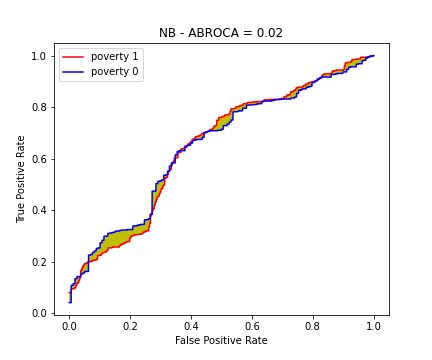 NB - ABROCA = 0.02
poverty 1
poverty 0
True Positive Rate
1.0
0.8
0.6
0.4
0.2
0.0
0.0 0.2 0.4 0.6 0.8 1.0
False Positive Rate